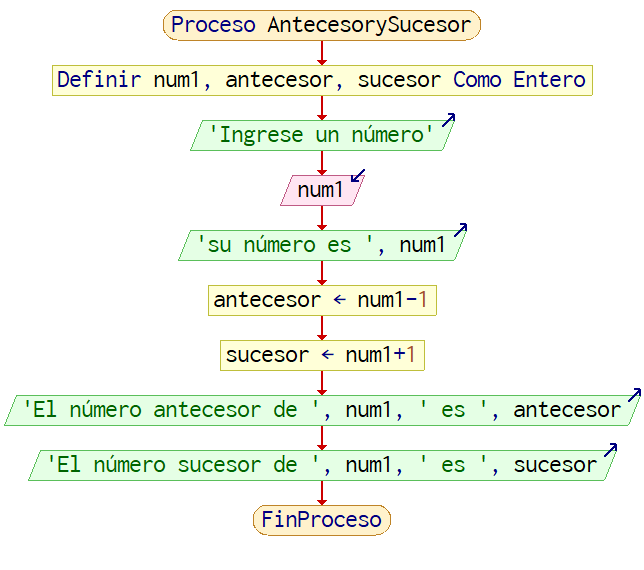 Proceso AntecesorySucesor
Definir num1, antecesor, sucesor Como Entero
'Ingrese un número'
num1
'su número es ', num1
antecesor ← num1-1
sucesor ← num1+1
'El número antecesor de ', num1, ' es ', antecesor
'El número sucesor de ', num1, ' es ', sucesor
FinProceso